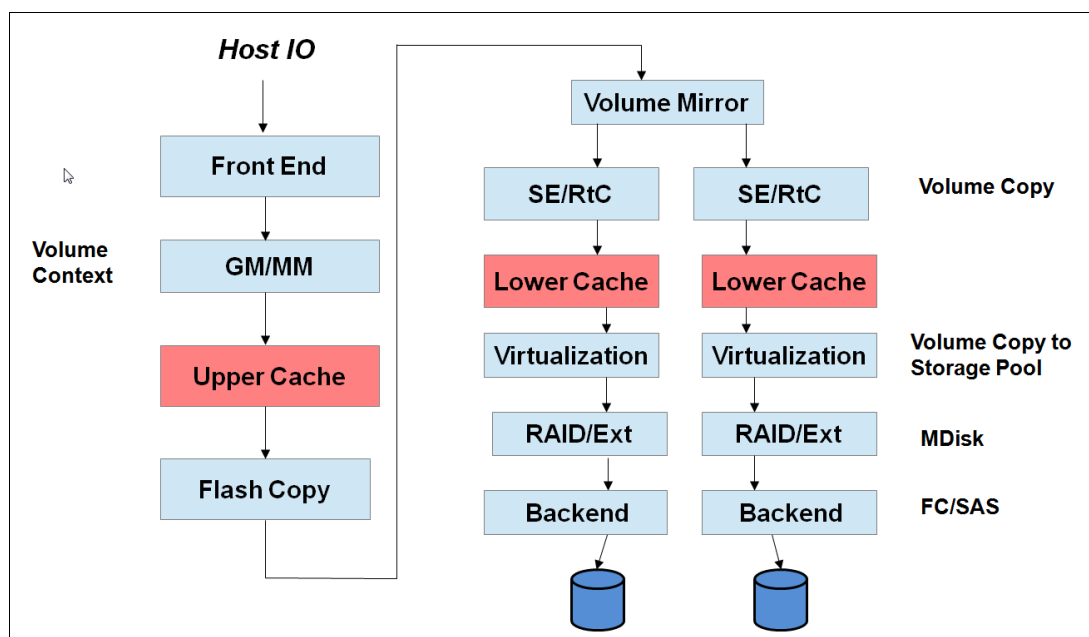 Host IO
Front End
Volume
Context
GM/MM
Upper Cache
Flash Copy
Volume Mirror
SE/RtC
SE/RtC
Volume Copy
Lower Cache
Lower Cache
Virtualization
Virtualization
Volume Copy to
Storage Pool
RAID/Ext
RAID/Ext
MDisk
Backend
Backend
FC/SAS